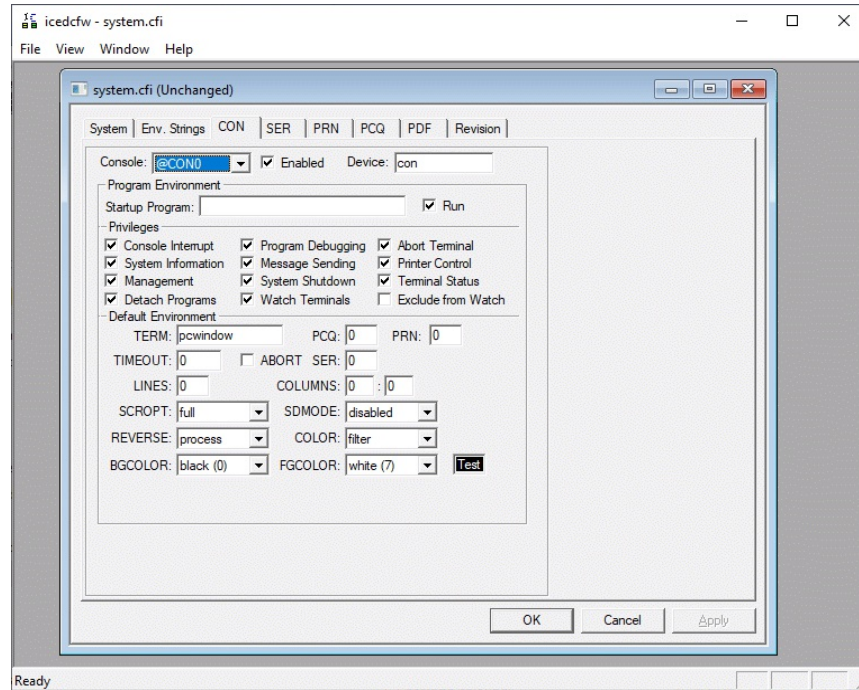 icedcfw - system.cfi
File View Window Help
system.cfi (Unchanged)
System Env. Strings CON SER PRN PCQ PDF Revision
Console: @CON0 Enabled Device: con
Program Environment
Startup Program: Run
Privileges
Console Interrupt Program Debugging Abort Terminal
System Information Message Sending Printer Control
Management System Shutdown Terminal Status
Detach Programs Watch Terminals Exclude from Watch
Default Environment
TERM: pcwindow PCQ: 0 PRN: 0
TIMEOUT: 0 ABORT SER: 0
LINES: 0 COLUMNS: 0 : 0
SCROPT: full SDMODE: disabled
REVERSE: process COLOR: filter
BGCOLOR: black (0) FGCOLOR: white (7) Test
OK Cancel Apply
Ready